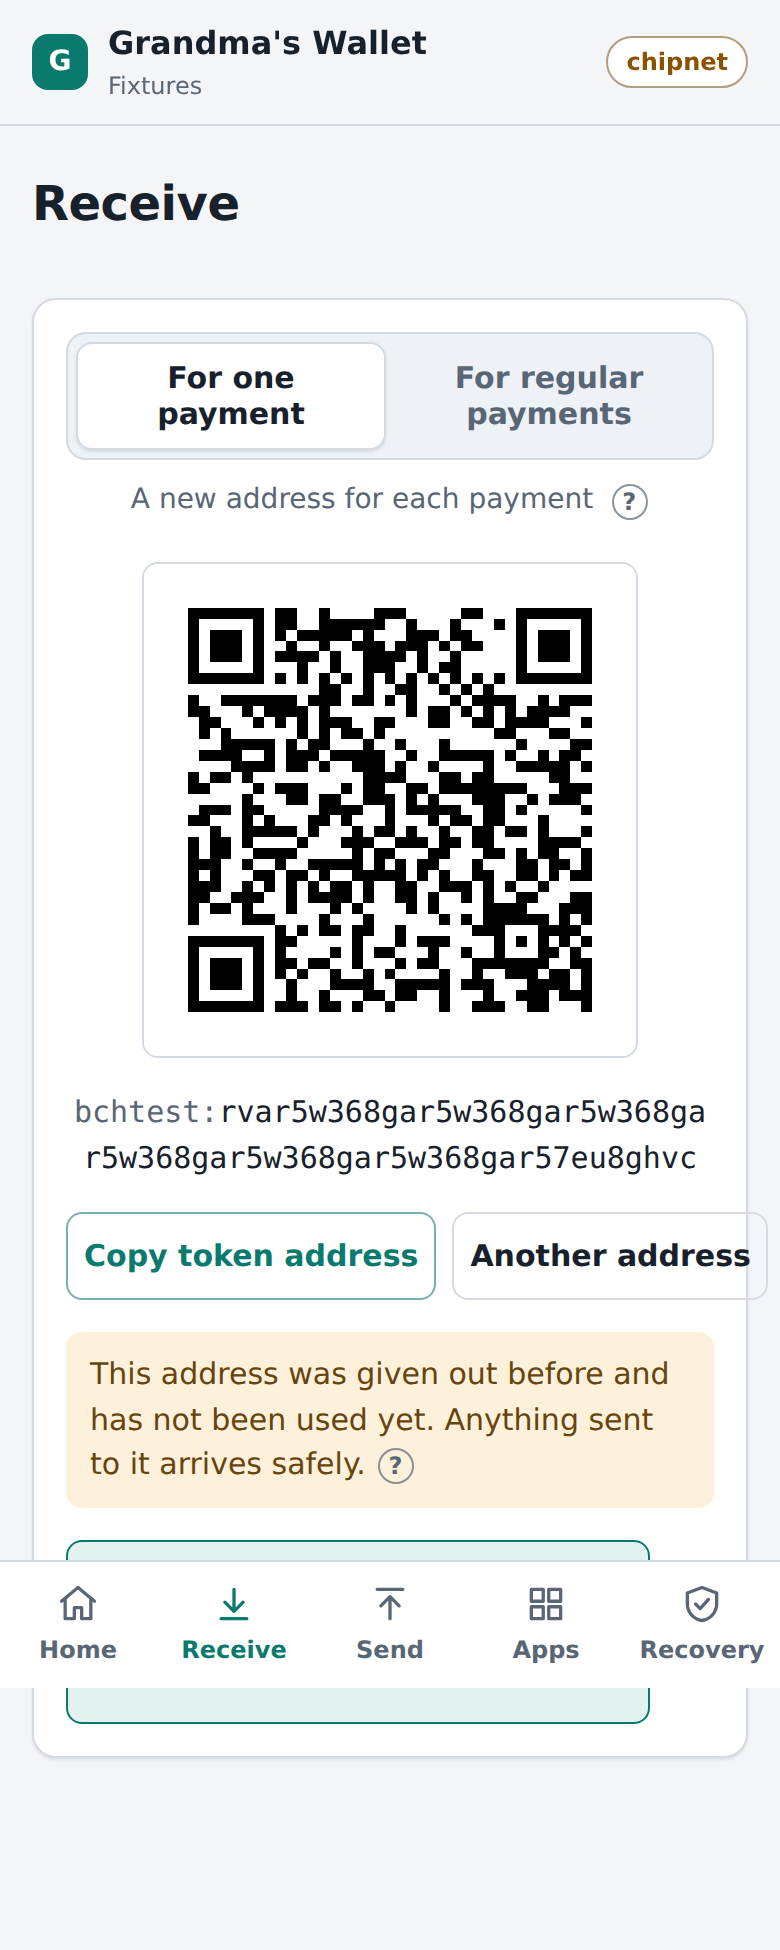 G
Grandma's Wallet
Fixtures
chipnet
Receive
For one
payment
For regular
payments
A new address for each payment ?
bchtest:rvar5w368gar5w368gar5w368ga
r5w368gar5w368gar5w368gar57eu8ghvc
Copy token address
Another address
This address was given out before and
has not been used yet. Anything sent
to it arrives safely. ?
Home
Receive
Send
Apps
Recovery